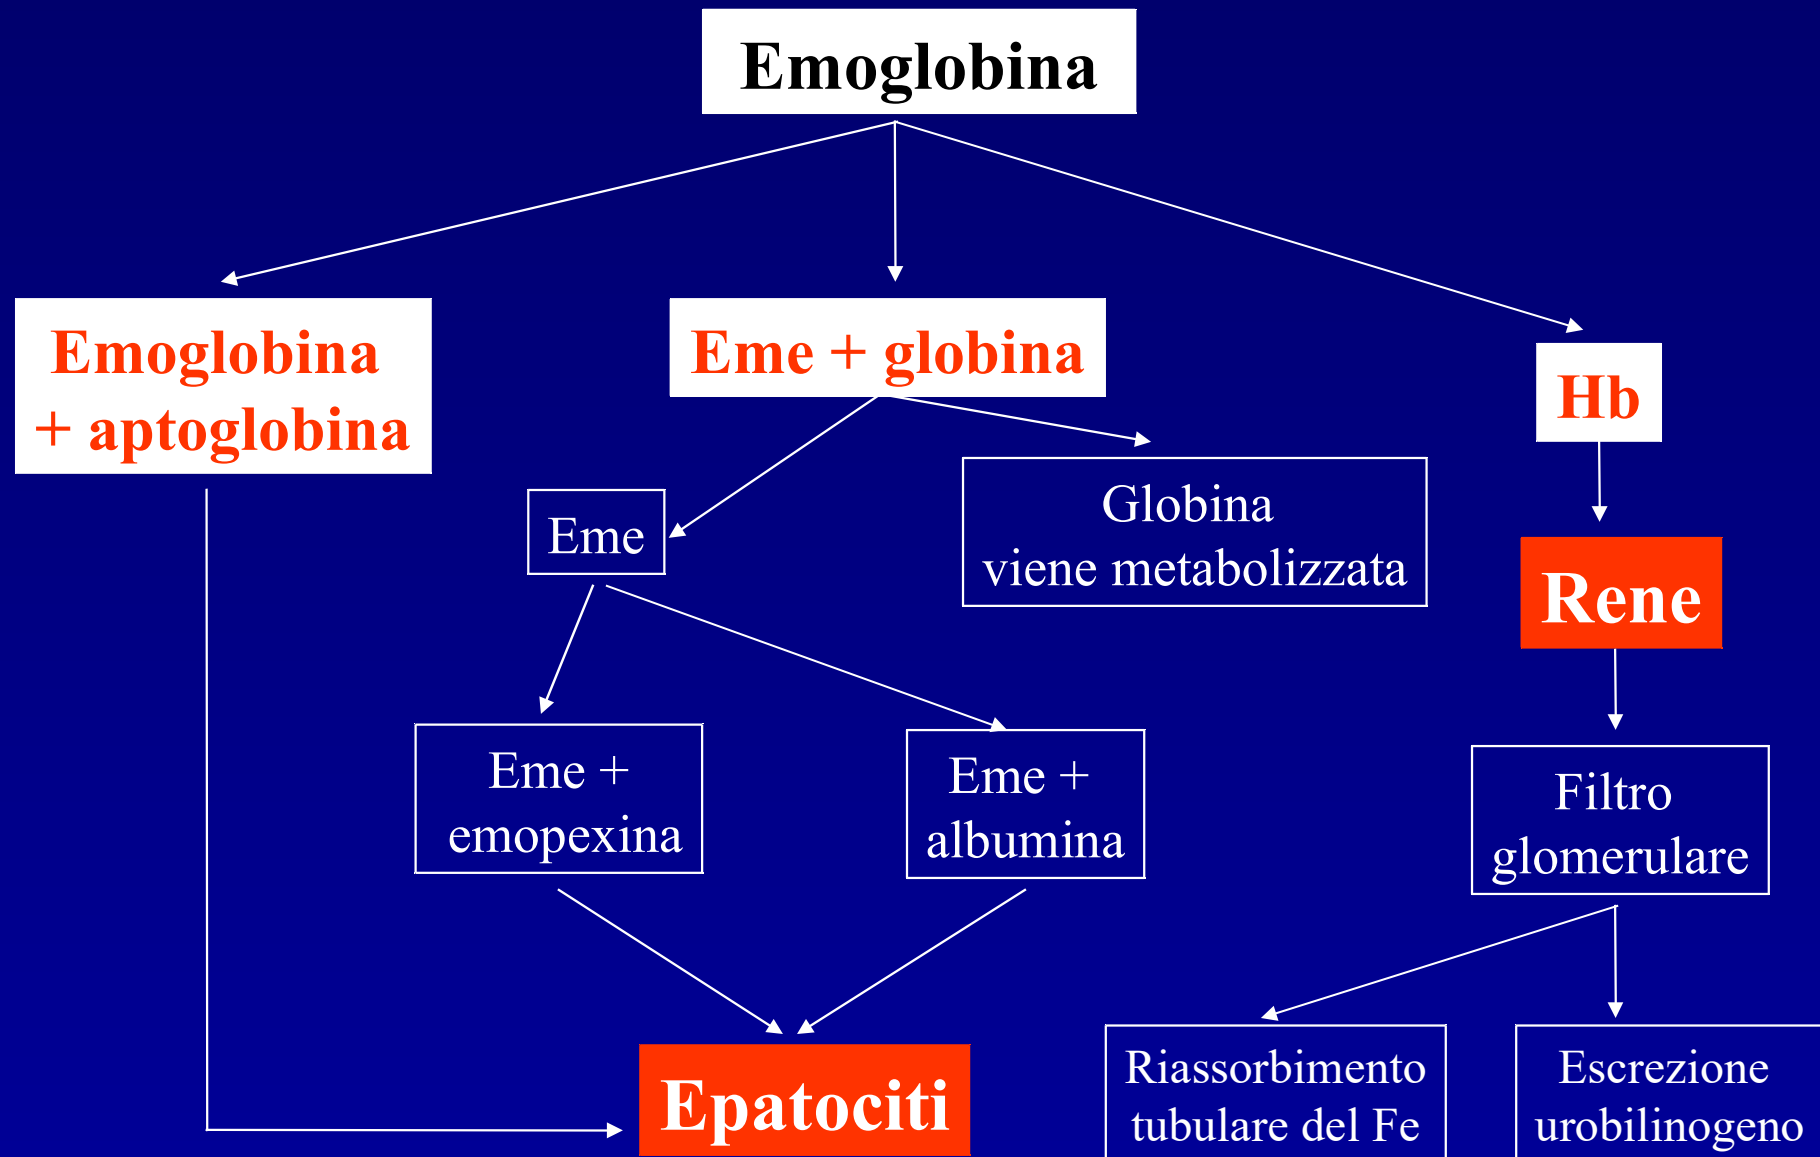 Emoglobina
Emoglobina
+ aptoglobina
Eme + globina
Hb
Eme
Globina
viene metabolizzata
Rene
Eme +
emopexina
Eme +
albumina
Filtro
glomerulare
Epatociti
Riassorbimento
tubulare del Fe
Escrezione
urobilinogeno